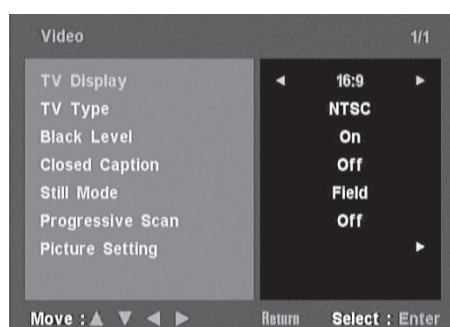 Video 1/1
TV Display ◄ 16:9 ►
TV Type NTSC
Black Level On
Closed Caption Off
Still Mode Field
Progressive Scan Off
Picture Setting ►
Move : ▲ ▼ ◄ ► Return Select : Enter